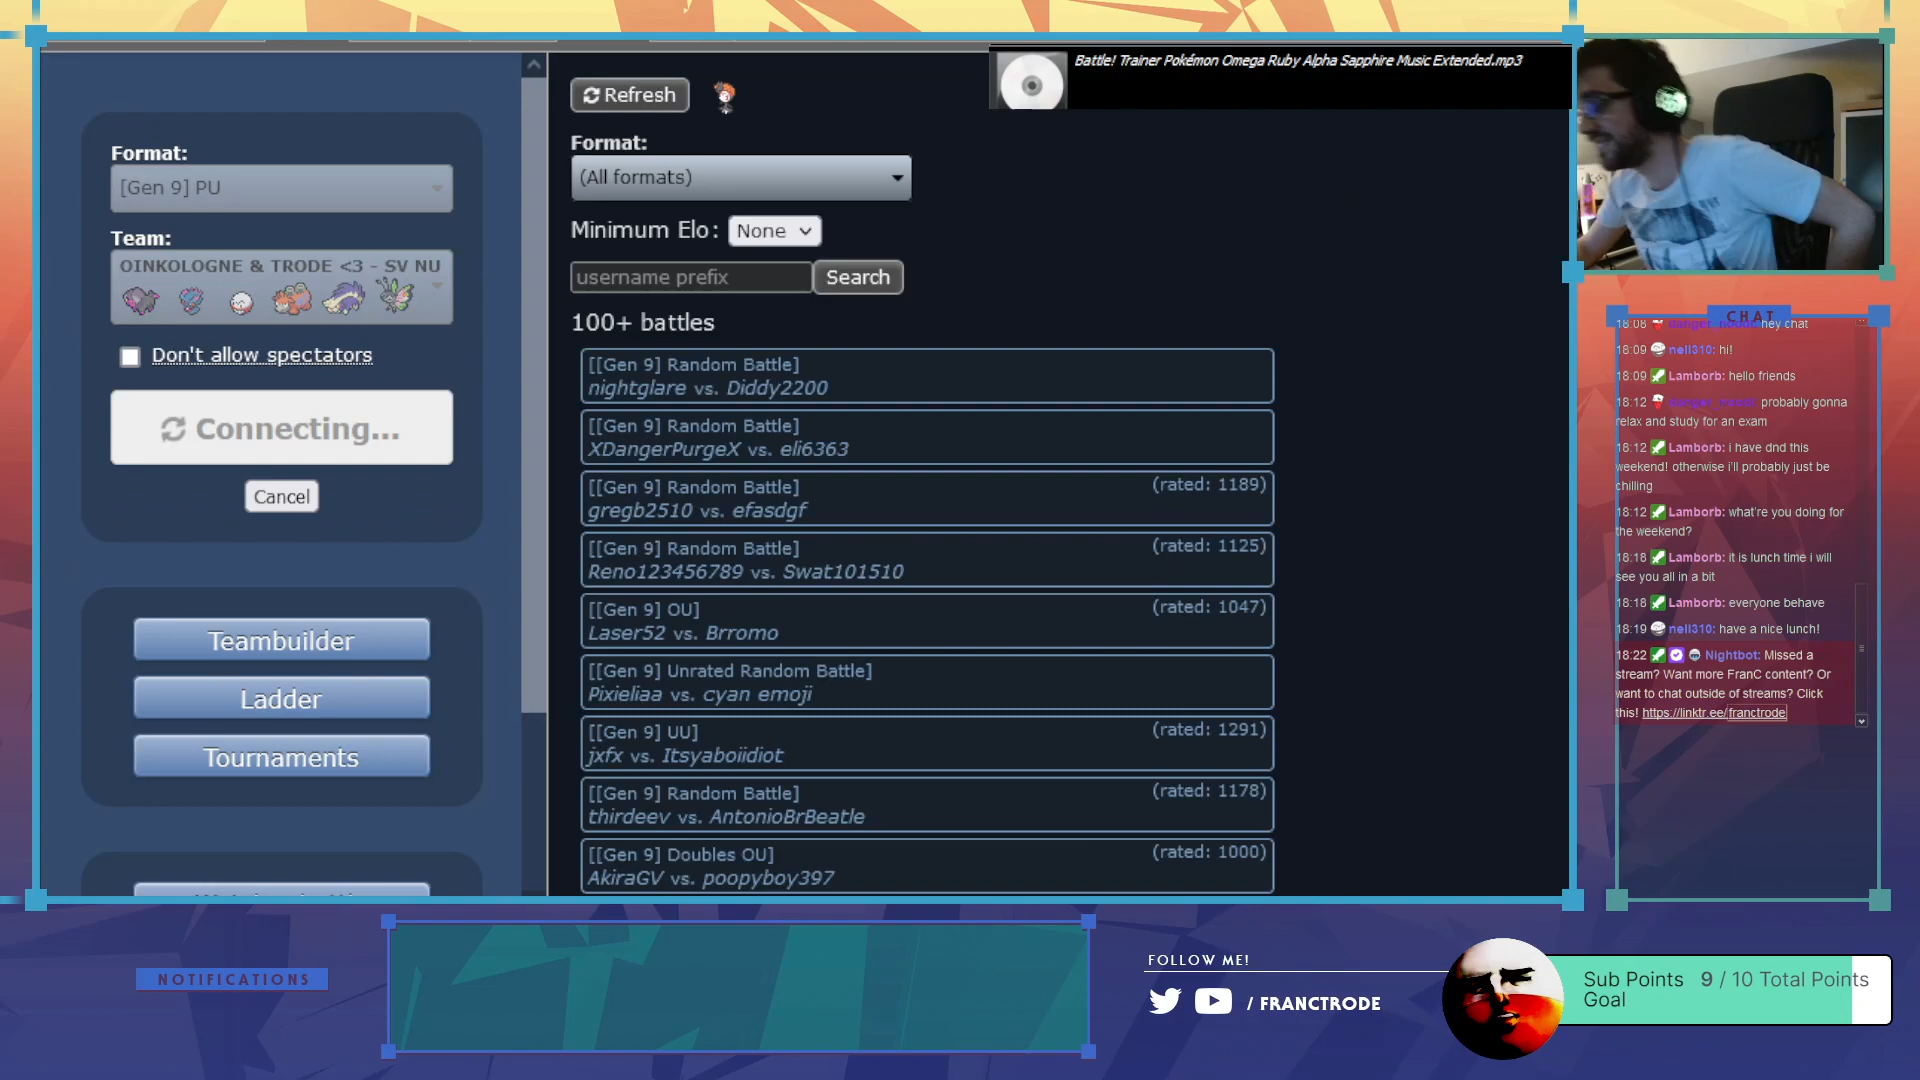 Format:
[Gen 9] PU
Team:
OINKOLOGNE & TRODE <3 - SV NU
Don't allow spectators
Connecting...
Cancel
Teambuilder
Ladder
Tournaments
Refresh
Battle! Trainer Pokémon Omega Ruby Alpha Sapphire Music Extended.mp3
Format:
(All formats)
Minimum Elo: None
username prefix Search
100+ battles
[[Gen 9] Random Battle]
nightglare vs. Diddy2200
[[Gen 9] Random Battle]
XDangerPurgeX vs. eli6363
[[Gen 9] Random Battle] (rated: 1189)
gregb2510 vs. efasdgf
[[Gen 9] Random Battle] (rated: 1125)
Reno123456789 vs. Swat101510
[[Gen 9] OU] (rated: 1047)
Laser52 vs. Brromo
[[Gen 9] Unrated Random Battle]
Pixieliaa vs. cyan emoji
[[Gen 9] UU] (rated: 1291)
jxfx vs. Itsyaboiidiot
[[Gen 9] Random Battle] (rated: 1178)
thirdeev vs. AntonioBrBeatle
[[Gen 9] Doubles OU] (rated: 1000)
AkiraGV vs. poopyboy397
CHAT
18:08 hey chat
18:09 nell310: hi!
18:09 Lamborb: hello friends
18:12 probably gonna
relax and study for an exam
18:12 Lamborb: i have dnd this
weekend! otherwise i'll probably just be
chilling
18:12 Lamborb: what're you doing for
the weekend?
18:18 Lamborb: it is lunch time i will
see you all in a bit
18:18 Lamborb: everyone behave
18:19 nell310: have a nice lunch!
18:22 Nightbot: Missed a
stream? Want more FranC content? Or
want to chat outside of streams? Click
this! https://linktr.ee/franctrode
NOTIFICATIONS
FOLLOW ME!
/ FRANCTRODE
Sub Points 9 / 10 Total Points
Goal